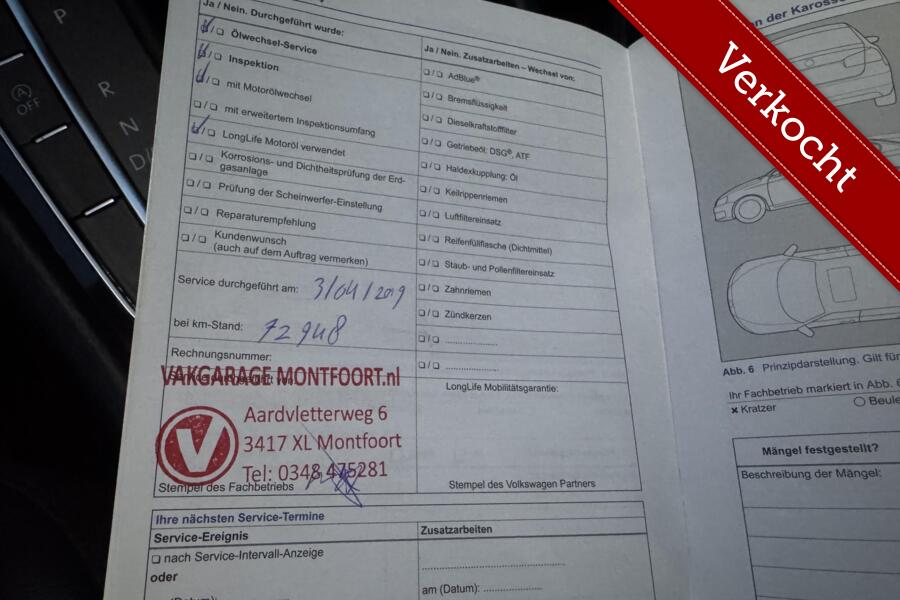 P
R
N
OFF
Ja / Nein. Durchgeführt wurde:
❏/❏ Ölwechsel-Service
❏/❏ Inspektion
❏/❏ mit Motorölwechsel
❏/❏ mit erweitertem Inspektionsumfang
❏/❏ LongLife Motoröl verwendet
❏/❏ Korrosions- und Dichtheitsprüfung der Erd-
gasanlage
❏/❏ Prüfung der Scheinwerfer-Einstellung
❏/❏ Reparaturempfehlung
❏/❏ Kundenwunsch
(auch auf dem Auftrag vermerken)
Service durchgeführt am: 3/04/2019
bei km-Stand: 72948
Rechnungsnummer:
VAKGARAGE MONTFOORT.nl
V
Aardvletterweg 6
3417 XL Montfoort
Tel: 0348 475281
Stempel des Fachbetriebs
Ja / Nein. Zusatzarbeiten – Wechsel von:
❏/❏ AdBlue®
❏/❏ Bremsflüssigkeit
❏/❏ Dieselkraftstofffilter
❏/❏ Getriebeöl: DSG®, ATF
❏/❏ Haldexkupplung: Öl
❏/❏ Keilrippenriemen
❏/❏ Luftfiltereinsatz
❏/❏ Reifenfüllflasche (Dichtmittel)
❏/❏ Staub- und Pollenfiltereinsatz
❏/❏ Zahnriemen
❏/❏ Zündkerzen
❏/❏ ....................
❏/❏ ....................
LongLife Mobilitätsgarantie:
Stempel des Volkswagen Partners
Ihre nächsten Service-Termine
Service-Ereignis
Zusatzarbeiten
❏ nach Service-Intervall-Anzeige
oder
am (Datum): ....................
Verkocht
en der Karosse
Abb. 6 Prinzipdarstellung. Gilt für
Ihr Fachbetrieb markiert in Abb. 6
× Kratzer
○ Beule
Mängel festgestellt?
Beschreibung der Mängel: